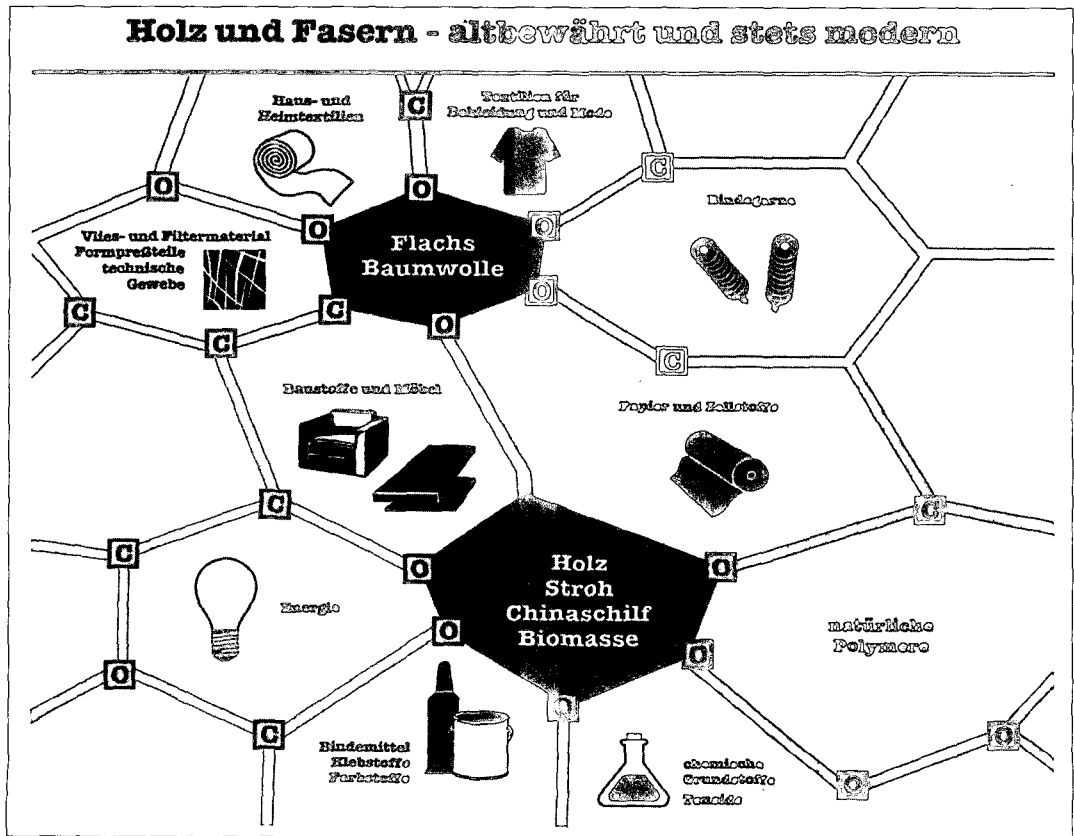 Holz und Fasern - altbewährt und stets modern
Haus- und
Heimtextilien
C
Textilien für
Bekleidung und Mode
C
O
O
Bindegarne
O
O
Vlies- und Filtermaterial
Formpreßteile
technische
Gewebe
Flachs
Baumwolle
O
C
C
O
C
C
Baustoffe und Möbel
Papier und Zellstoffe
C
C
C
O
O
Holz
Stroh
Chinaschilf
Biomasse
Energie
O
natürliche
Polymere
O
O
O
C
O
O
Bindemittel
Klebstoffe
Farbstoffe
chemische
Grundstoffe
Tenside